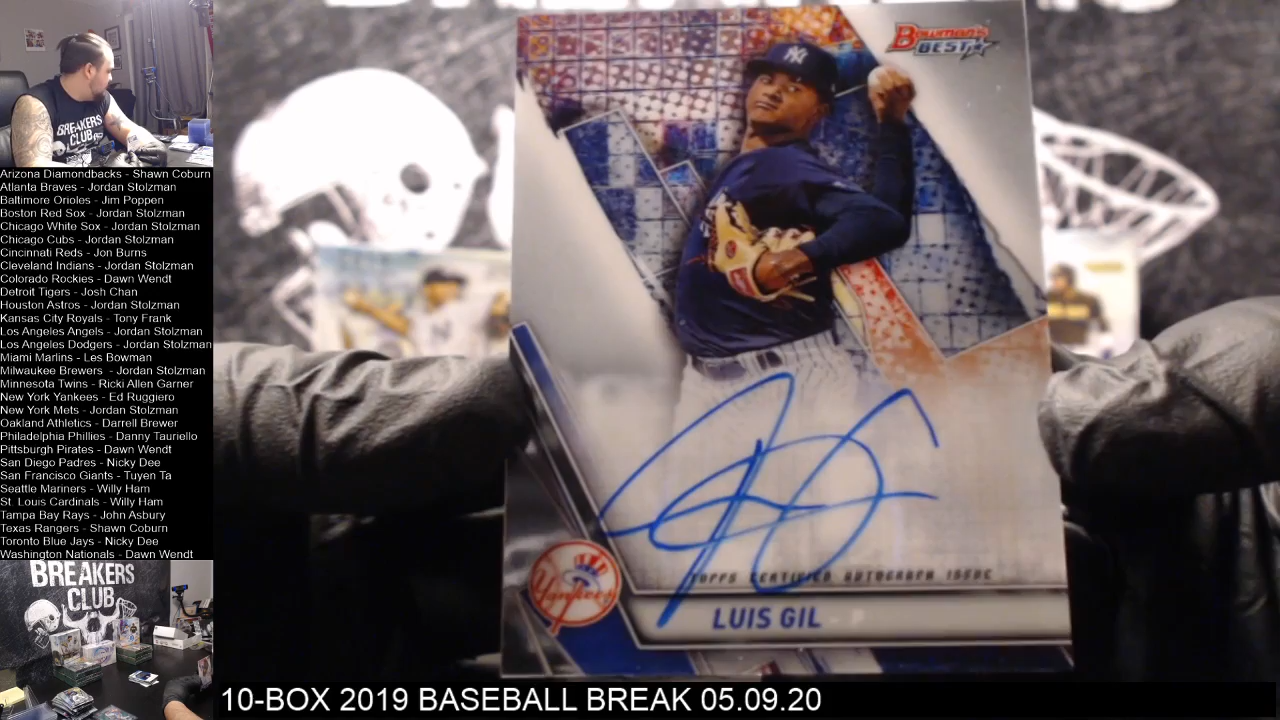 BREAKERS
CLUB
Arizona Diamondbacks - Shawn Coburn
Atlanta Braves - Jordan Stolzman
Baltimore Orioles - Jim Poppen
Boston Red Sox - Jordan Stolzman
Chicago White Sox - Jordan Stolzman
Chicago Cubs - Jordan Stolzman
Cincinnati Reds - Jon Burns
Cleveland Indians - Jordan Stolzman
Colorado Rockies - Dawn Wendt
Detroit Tigers - Josh Chan
Houston Astros - Jordan Stolzman
Kansas City Royals - Tony Frank
Los Angeles Angels - Jordan Stolzman
Los Angeles Dodgers - Jordan Stolzman
Miami Marlins - Les Bowman
Milwaukee Brewers - Jordan Stolzman
Minnesota Twins - Ricki Allen Garner
New York Yankees - Ed Ruggiero
New York Mets - Jordan Stolzman
Oakland Athletics - Darrell Brewer
Philadelphia Phillies - Danny Tauriello
Pittsburgh Pirates - Dawn Wendt
San Diego Padres - Nicky Dee
San Francisco Giants - Tuyen Ta
Seattle Mariners - Willy Ham
St. Louis Cardinals - Willy Ham
Tampa Bay Rays - John Asbury
Texas Rangers - Shawn Coburn
Toronto Blue Jays - Nicky Dee
Washington Nationals - Dawn Wendt
BREAKERS
CLUB
Bowman's
BEST
NY
Yankees
TOPPS CERTIFIED AUTOGRAPH ISSUE
LUIS GIL - P
10-BOX 2019 BASEBALL BREAK 05.09.20